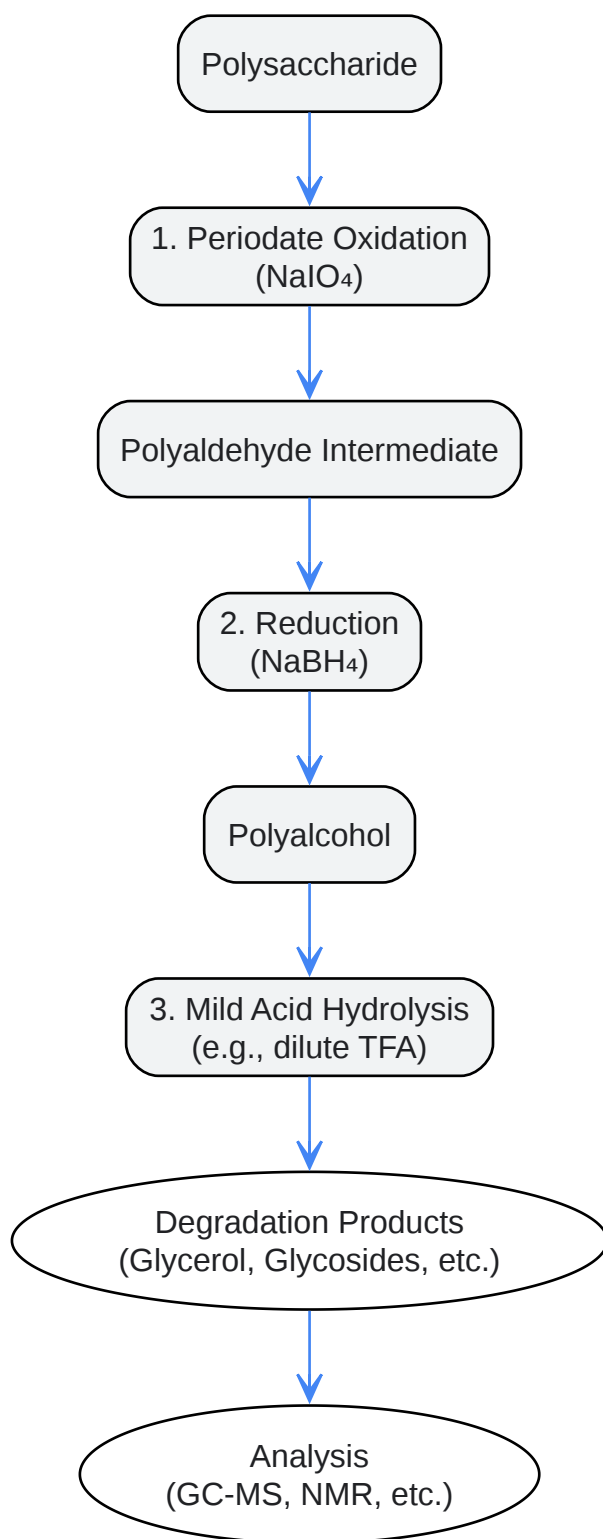 Polysaccharide
1. Periodate Oxidation
(NaIO₄)
Polyaldehyde Intermediate
2. Reduction
(NaBH₄)
Polyalcohol
3. Mild Acid Hydrolysis
(e.g., dilute TFA)
Degradation Products
(Glycerol, Glycosides, etc.)
Analysis
(GC-MS, NMR, etc.)